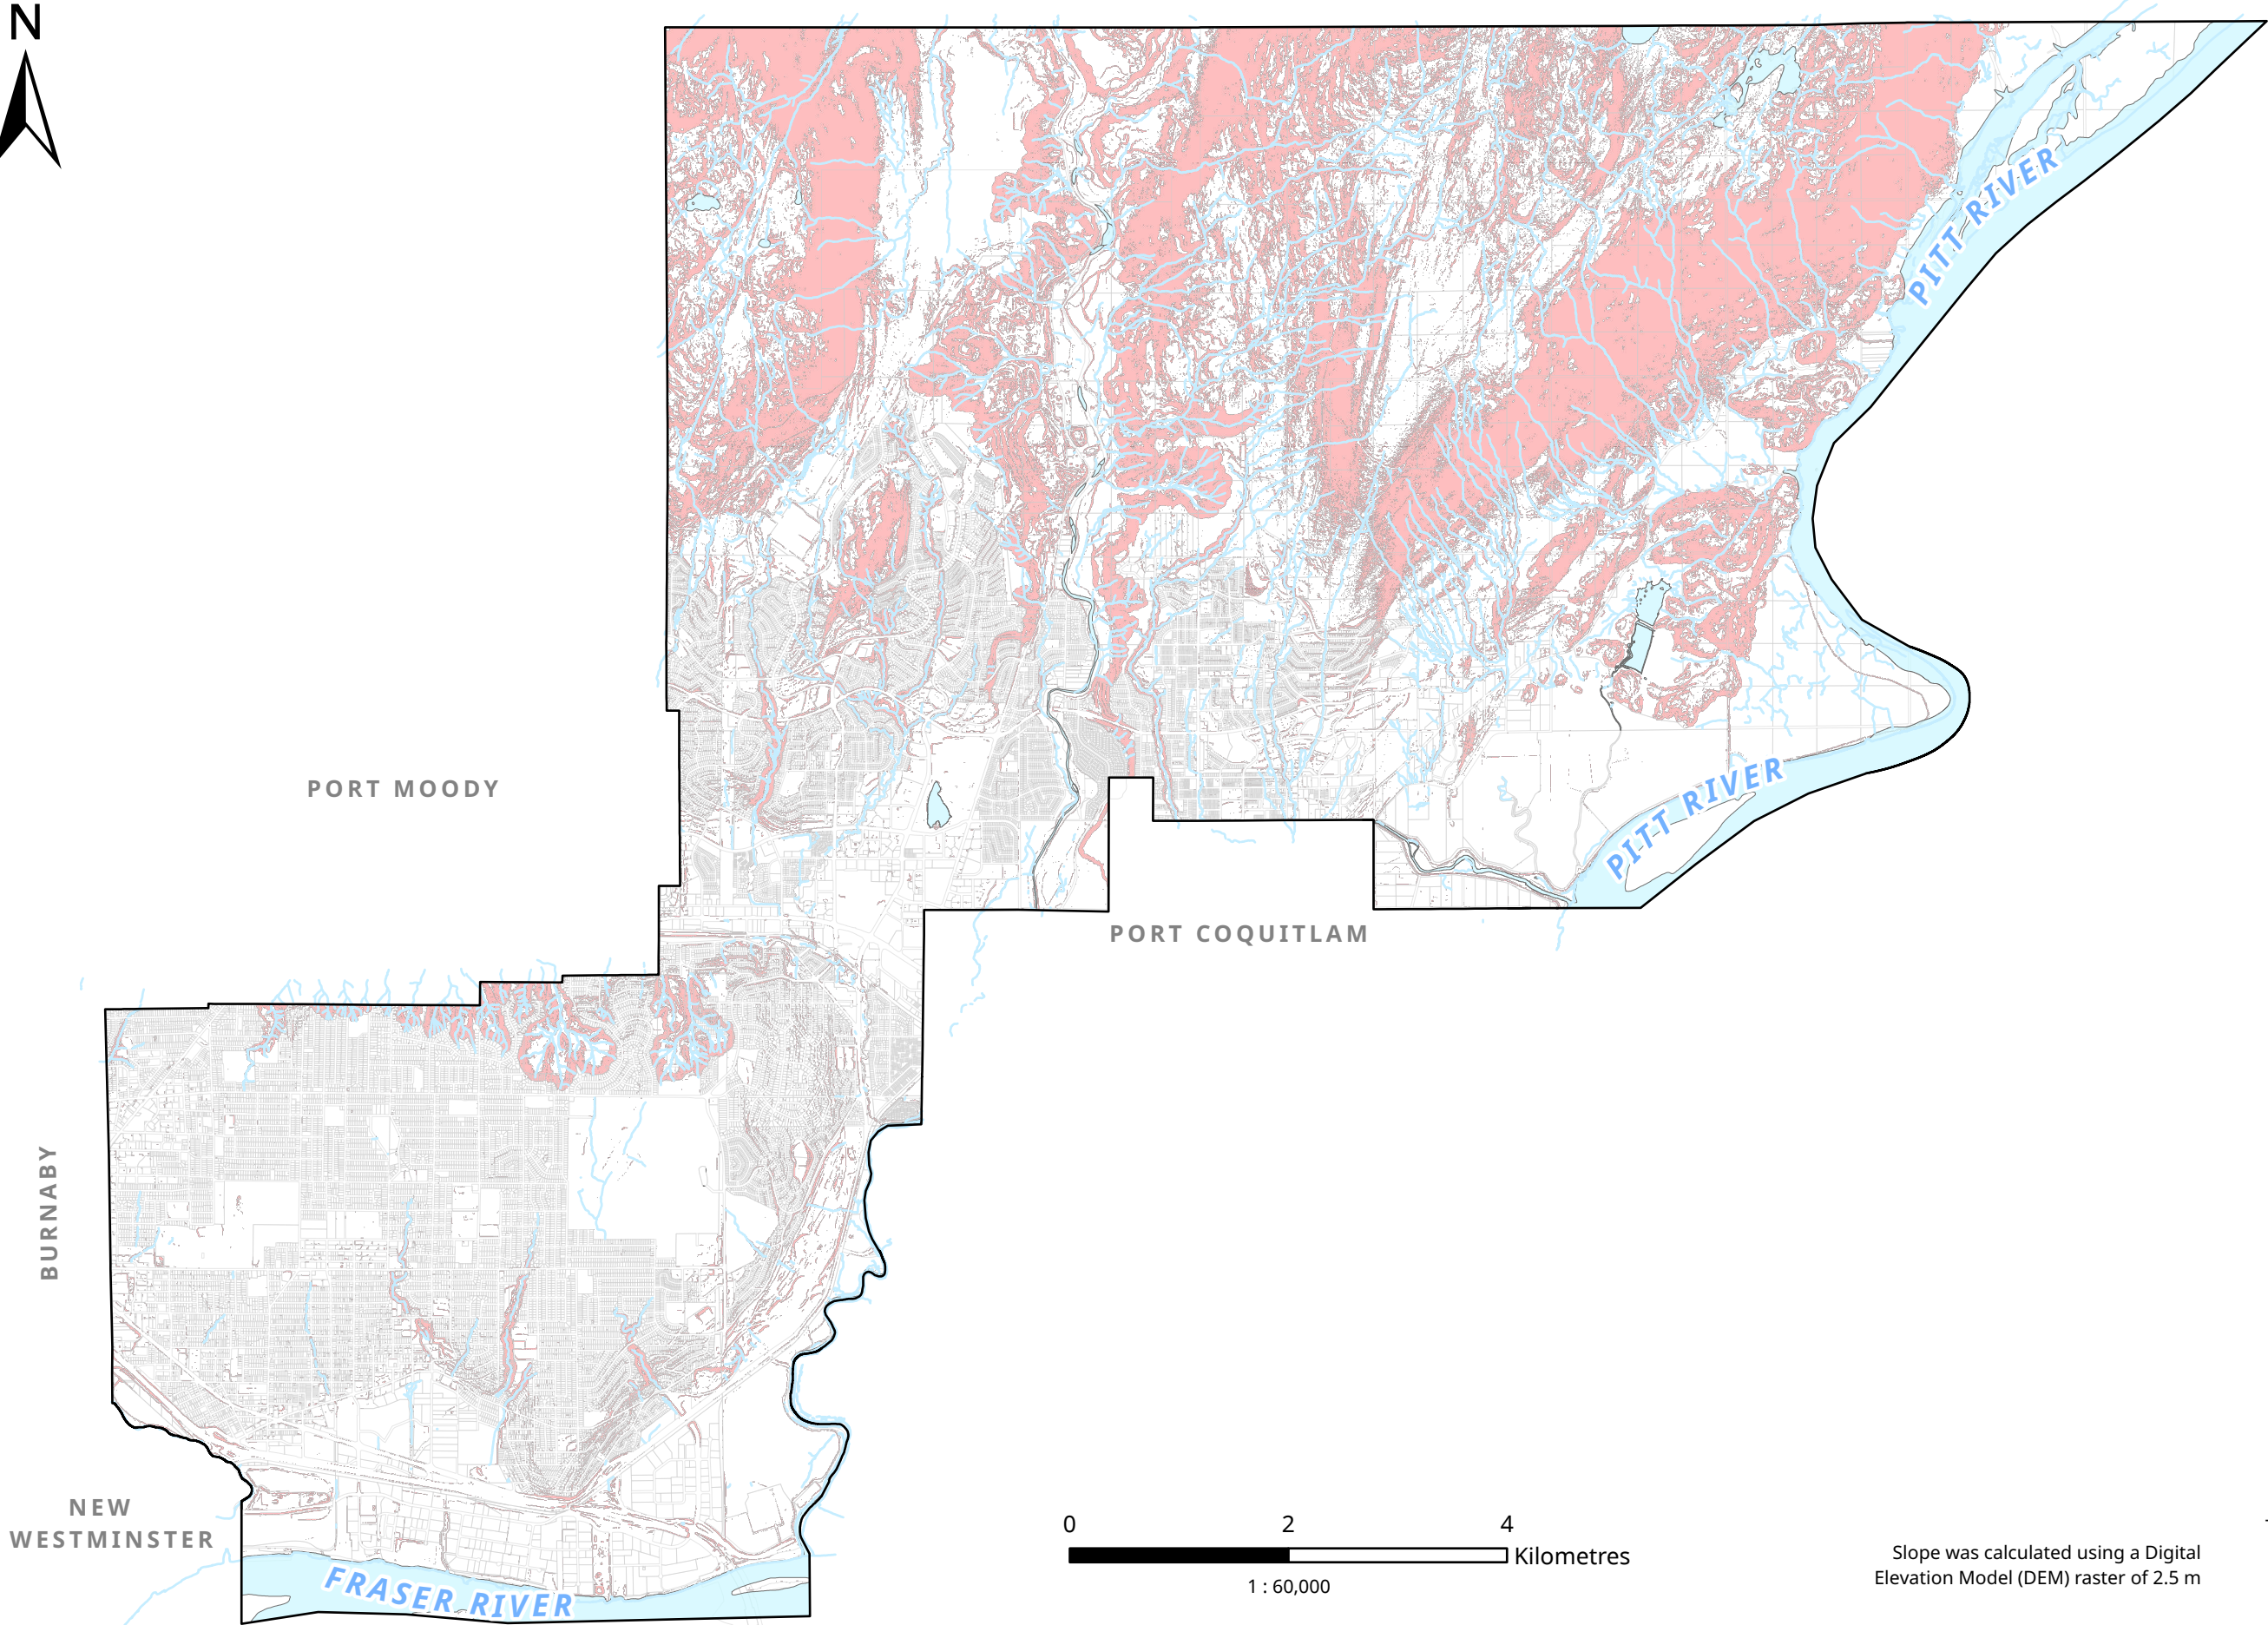 N
PITT RIVER
PORT MOODY
PITT RIVER
PORT COQUITLAM
BURNABY
NEW
WESTMINSTER
FRASER RIVER
0 2 4
Kilometres
1 : 60,000
Slope was calculated using a Digital
Elevation Model (DEM) raster of 2.5 m